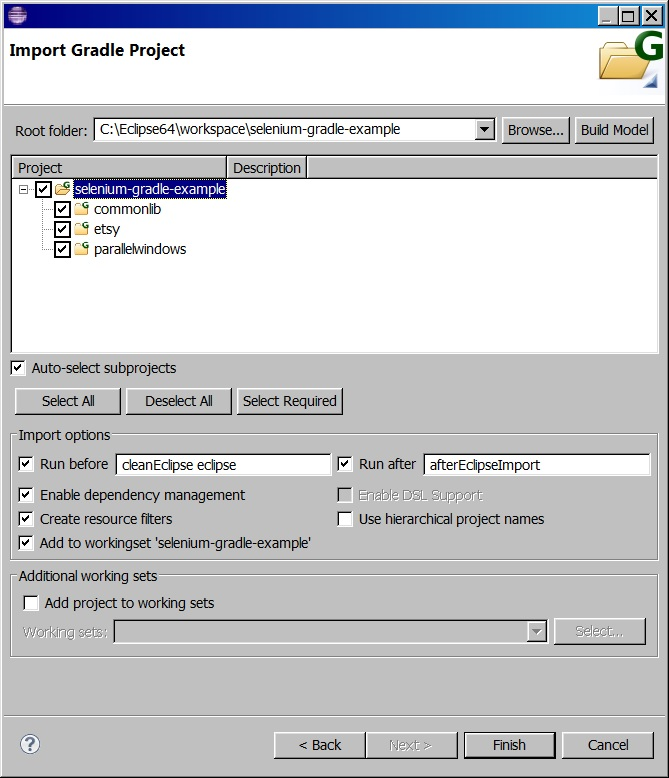 Import Gradle Project
G
Root folder: C:\Eclipse64\workspace\selenium-gradle-example Browse... Build Model
Project Description
selenium-gradle-example
commonlib
etsy
parallelwindows
Auto-select subprojects
Select All Deselect All Select Required
Import options
Run before cleanEclipse eclipse Run after afterEclipseImport
Enable dependency management Enable DSL Support
Create resource filters Use hierarchical project names
Add to workingset 'selenium-gradle-example'
Additional working sets
Add project to working sets
Working sets: Select...
? < Back Next > Finish Cancel